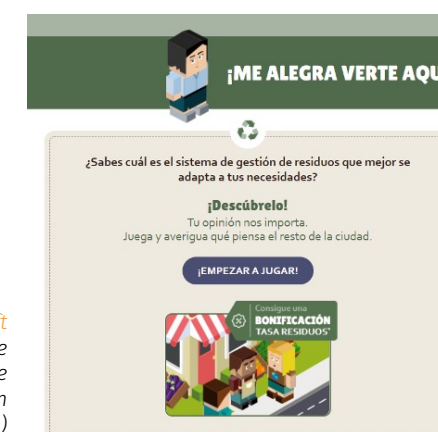 ¡ME ALEGRA VERTE AQU
¿Sabes cuál es el sistema de gestión de residuos que mejor se
adapta a tus necesidades?
¡Descúbrelo!
Tu opinión nos importa.
Juega y averigua qué piensa el resto de la ciudad.
¡EMPEZAR A JUGAR!
Consigue una
BONIFICACIÓN
TASA RESIDUOS*
ft
e
e
n
)